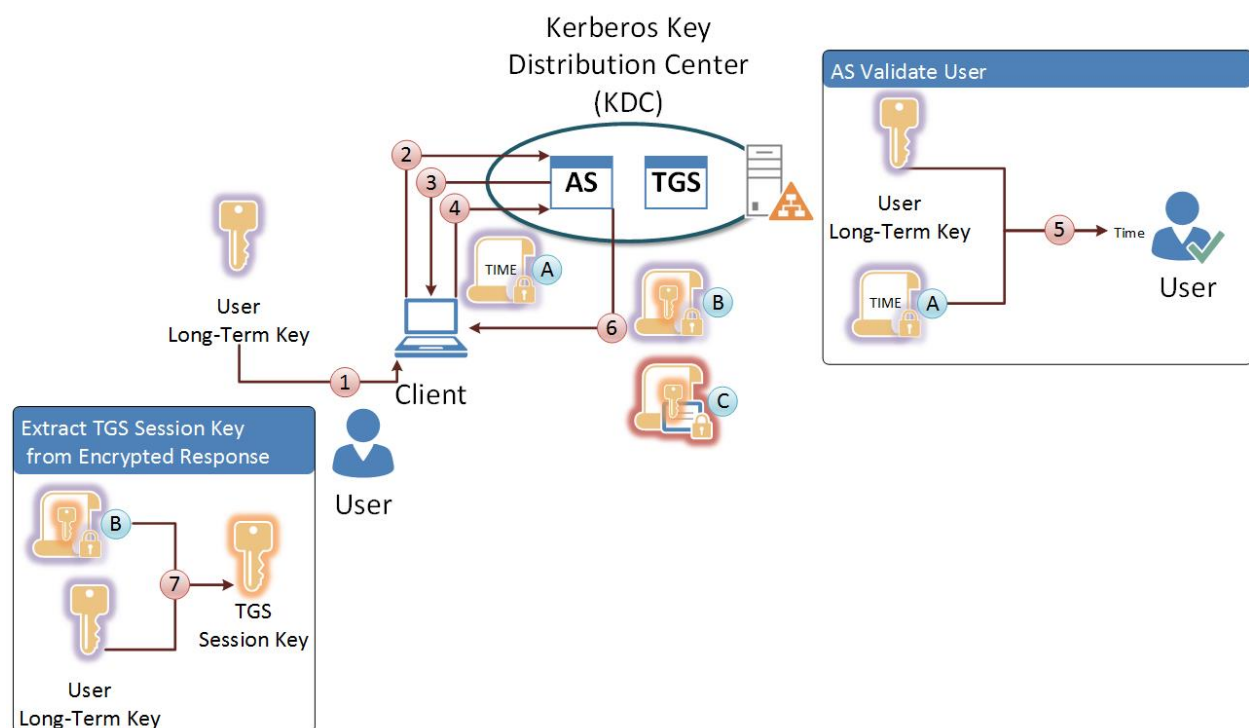 Kerberos Key
Distribution Center
(KDC)
AS Validate User
2
3
4
AS
TGS
User
Long-Term Key
5
Time
User
TIME
A
User
Long-Term Key
TIME
A
B
6
1
Client
C
Extract TGS Session Key
from Encrypted Response
User
B
7
TGS
Session Key
User
Long-Term Key